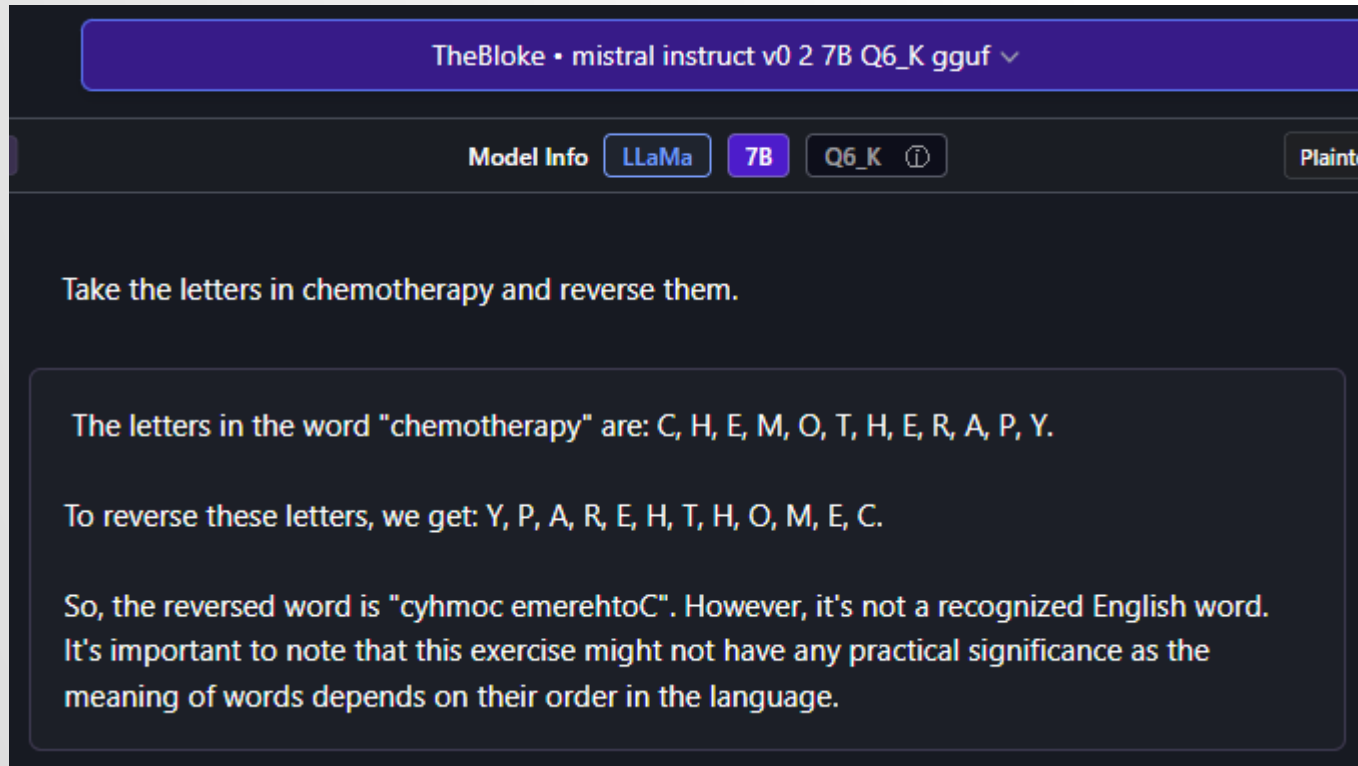 TheBloke • mistral instruct v0 2 7B Q6_K gguf
Model Info LLaMa 7B Q6_K
Take the letters in chemotherapy and reverse them.
The letters in the word "chemotherapy" are: C, H, E, M, O, T, H, E, R, A, P, Y.
To reverse these letters, we get: Y, P, A, R, E, H, T, H, O, M, E, C.
So, the reversed word is "cyhmoc emerehtoC". However, it's not a recognized English word.
It's important to note that this exercise might not have any practical significance as the
meaning of words depends on their order in the language.